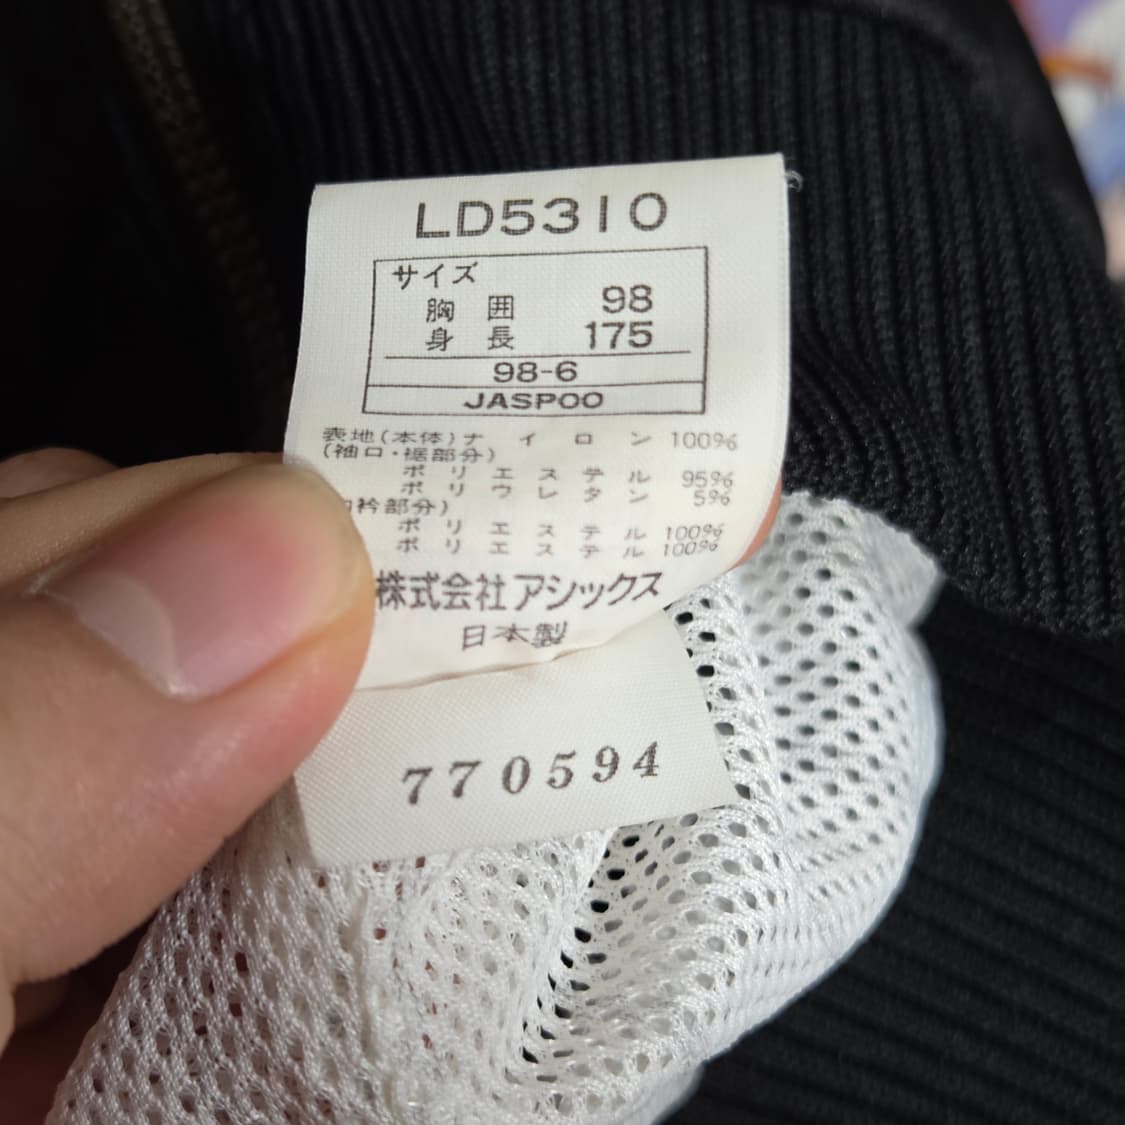 LD5310
サイズ
胸囲 98
身長 175
98-6
JASPOO
表地(本体)ナイロン 100%
(袖口・裾部分)
ポリエステル 95%
ポリウレタン 5%
衿部分)
ポリエステル 100%
ポリエステル 100%
株式会社アシックス
日本製
770594